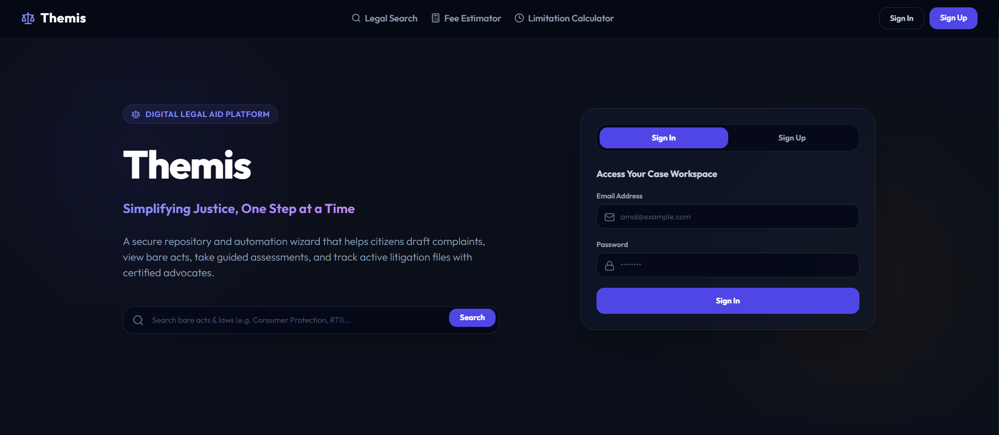 Themis
Legal Search
Fee Estimator
Limitation Calculator
Sign In
Sign Up
DIGITAL LEGAL AID PLATFORM
Themis
Simplifying Justice, One Step at a Time
A secure repository and automation wizard that helps citizens draft complaints,
view bare acts, take guided assessments, and track active litigation files with
certified advocates.
Search bare acts & laws (e.g. Consumer Protection, RTI)...
Search
Sign In
Sign Up
Access Your Case Workspace
Email Address
amal@example.com
Password
••••••••
Sign In